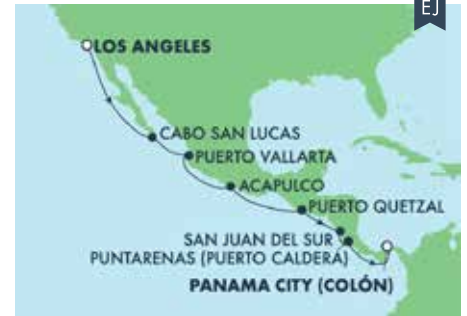 EJ
LOS ANGELES
CABO SAN LUCAS
PUERTO VALLARTA
ACAPULCO
PUERTO QUETZAL
SAN JUAN DEL SUR
PUNTARENAS (PUERTO CALDERA)
PANAMA CITY (COLÓN)